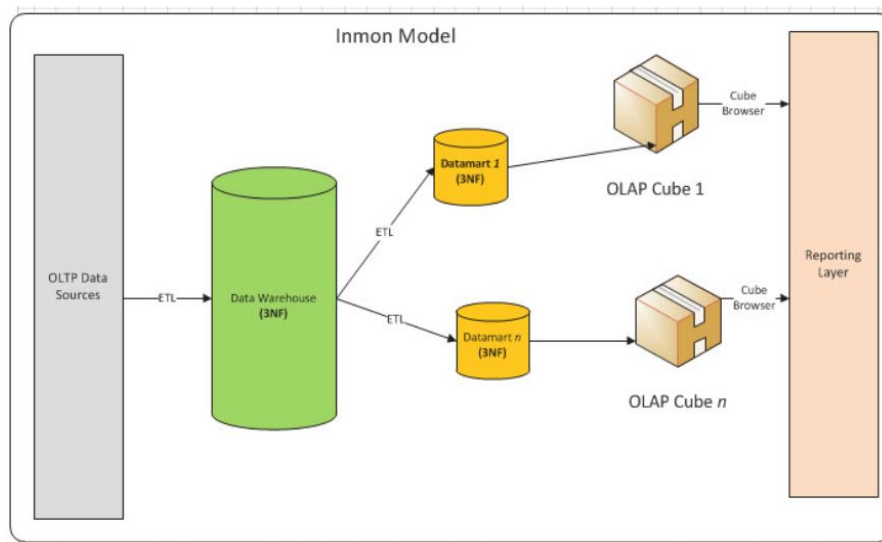 Inmon Model
OLTP Data
Sources
ETL
Data Warehouse
(3NF)
ETL
ETL
Datamart 1
(3NF)
Datamart n
(3NF)
OLAP Cube 1
OLAP Cube n
Cube
Browser
Cube
Browser
Reporting
Layer